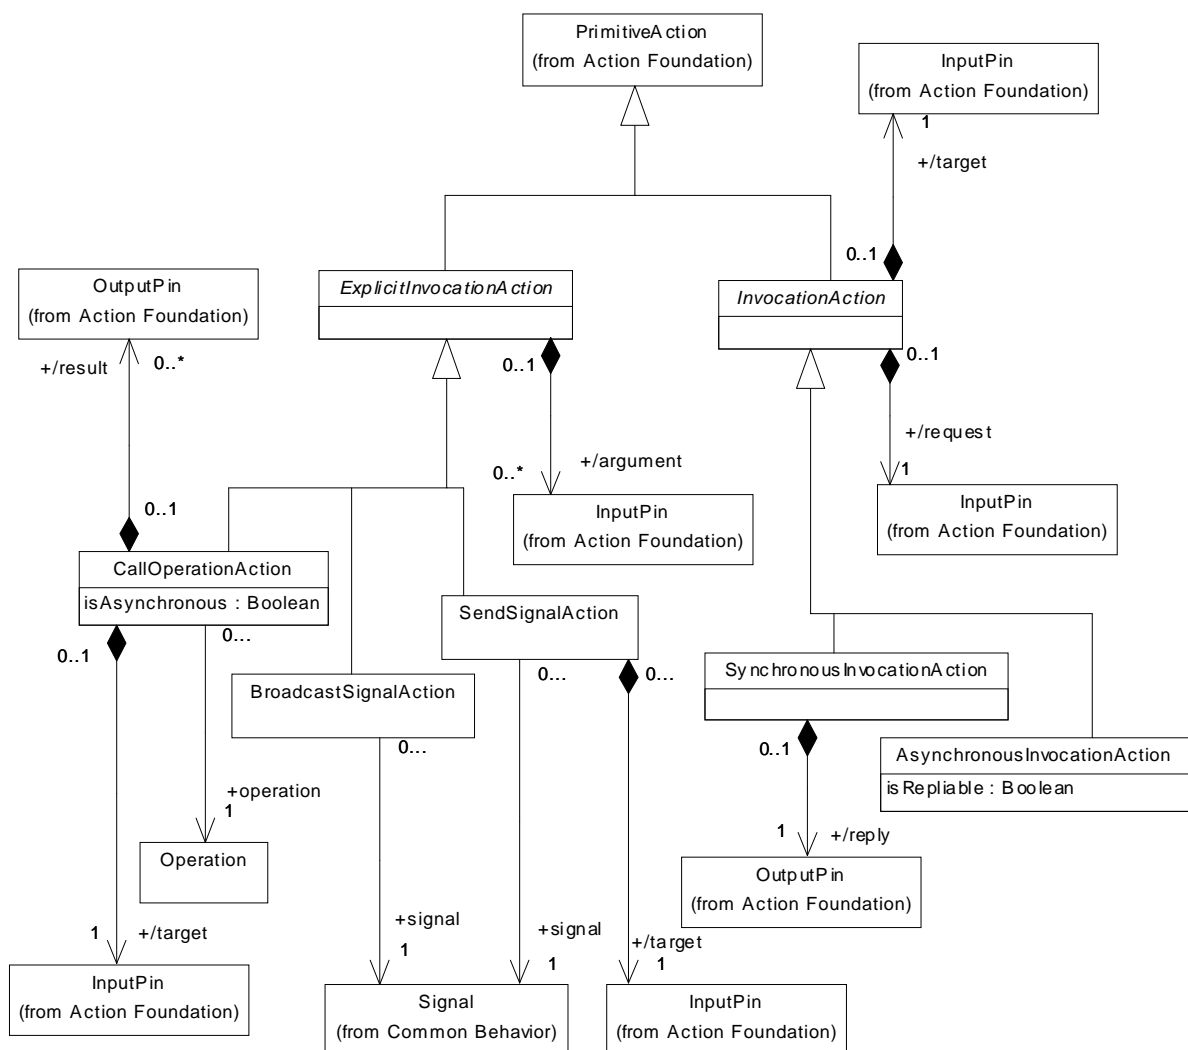 PrimitiveAction
(from Action Foundation)
InputPin
(from Action Foundation)
1
+/target
0..1
OutputPin
(from Action Foundation)
ExplicitInvocationAction
InvocationAction
+/result
0..*
0..1
0..1
+/request
+/argument
0..*
1
InputPin
(from Action Foundation)
InputPin
(from Action Foundation)
0..1
CallOperationAction
isAsynchronous : Boolean
SendSignalAction
0...
0..1
0...
0...
SynchronousInvocationAction
BroadcastSignalAction
0...
0..1
AsynchronousInvocationAction
isRepliable : Boolean
+operation
1
1
+/reply
Operation
OutputPin
(from Action Foundation)
1
+/target
+signal
1
+signal
1
+/target
1
InputPin
(from Action Foundation)
Signal
(from Common Behavior)
InputPin
(from Action Foundation)